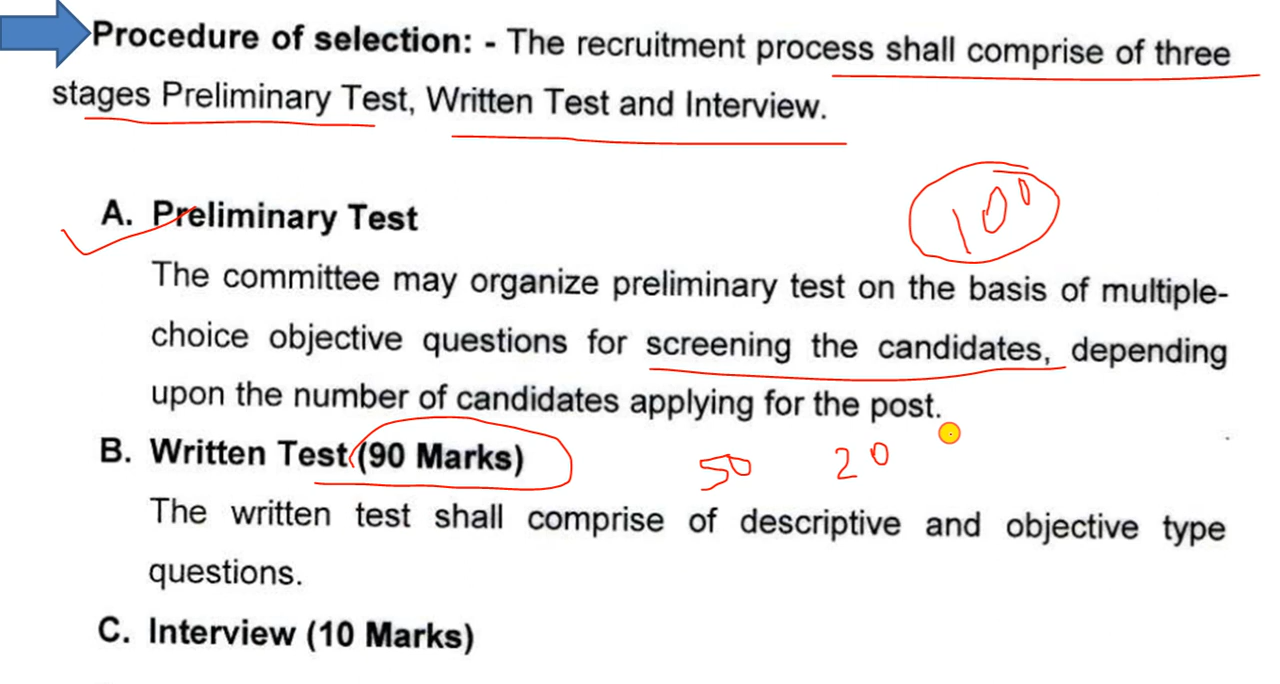 Procedure of selection: - The recruitment process shall comprise of three
stages Preliminary Test, Written Test and Interview.
100
A. Preliminary Test
The committee may organize preliminary test on the basis of multiple-
choice objective questions for screening the candidates, depending
upon the number of candidates applying for the post.
B. Written Test (90 Marks) 50 20
The written test shall comprise of descriptive and objective type
questions.
C. Interview (10 Marks)